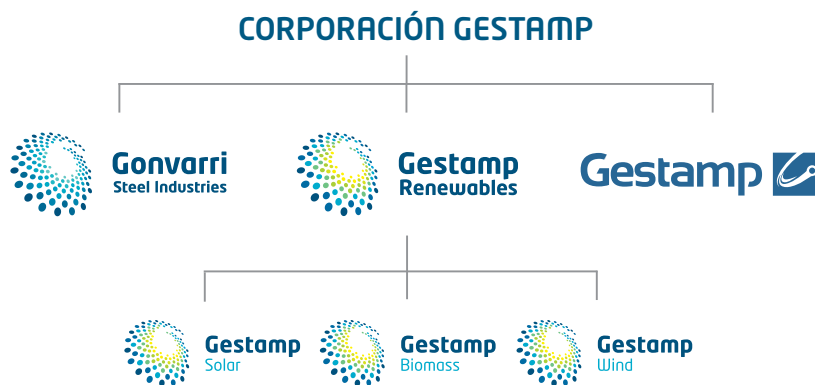 CORPORACIÓN GESTAMP
Gonvarri
Steel Industries
Gestamp
Renewables
Gestamp
Gestamp
Solar
Gestamp
Biomass
Gestamp
Wind